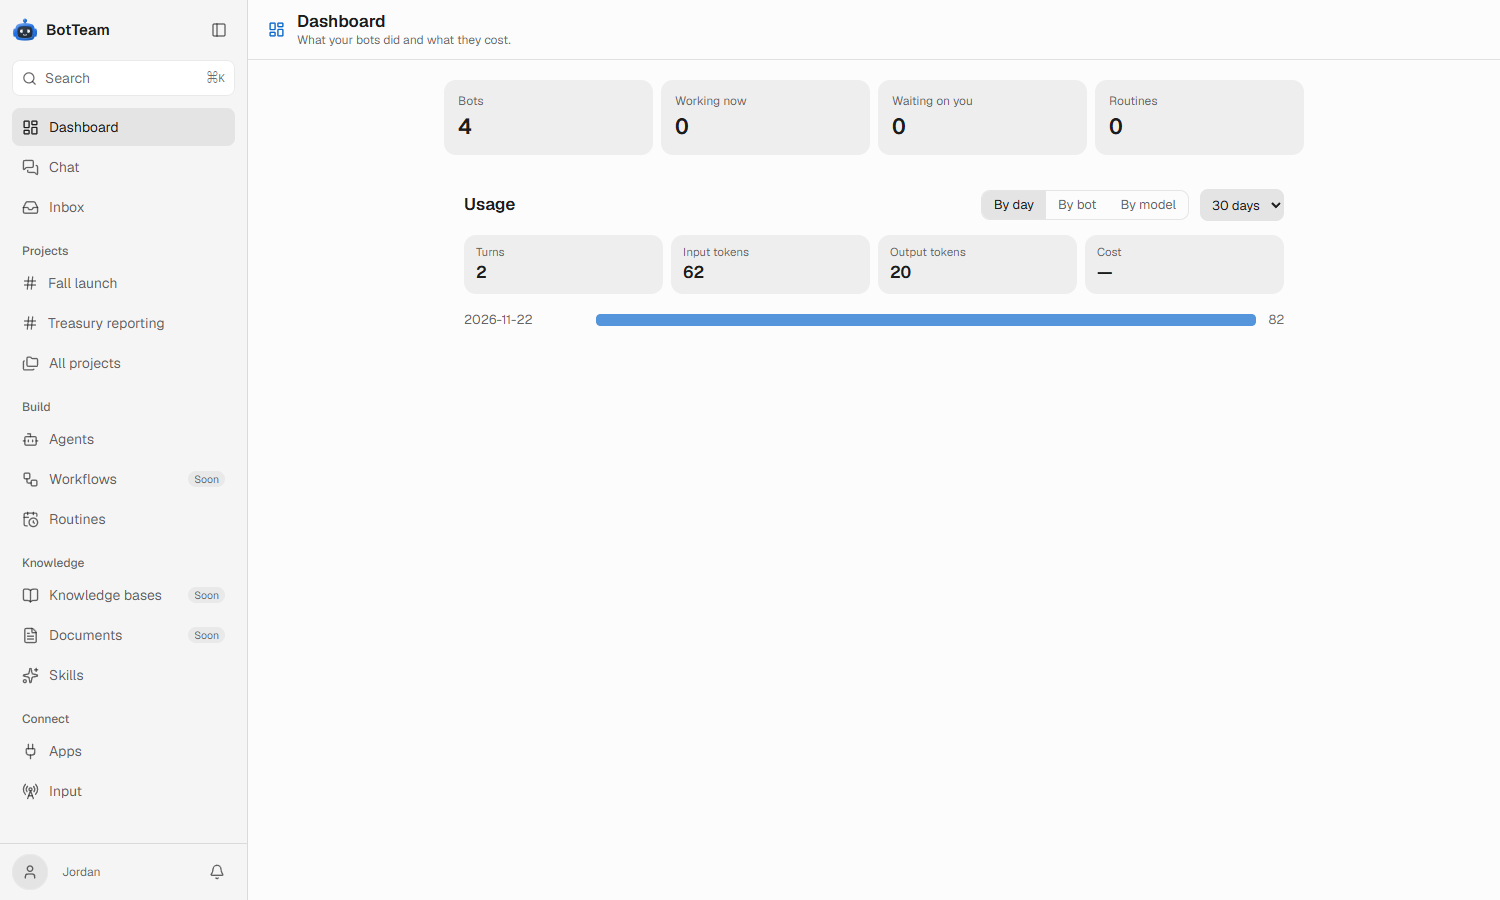 BotTeam
Search ⌘K
Dashboard
Chat
Inbox
Projects
Fall launch
Treasury reporting
All projects
Build
Agents
Workflows Soon
Routines
Knowledge
Knowledge bases Soon
Documents Soon
Skills
Connect
Apps
Input
Jordan
Dashboard
What your bots did and what they cost.
Bots
4
Working now
0
Waiting on you
0
Routines
0
Usage
By day By bot By model 30 days
Turns
2
Input tokens
62
Output tokens
20
Cost
—
2026-11-22 82